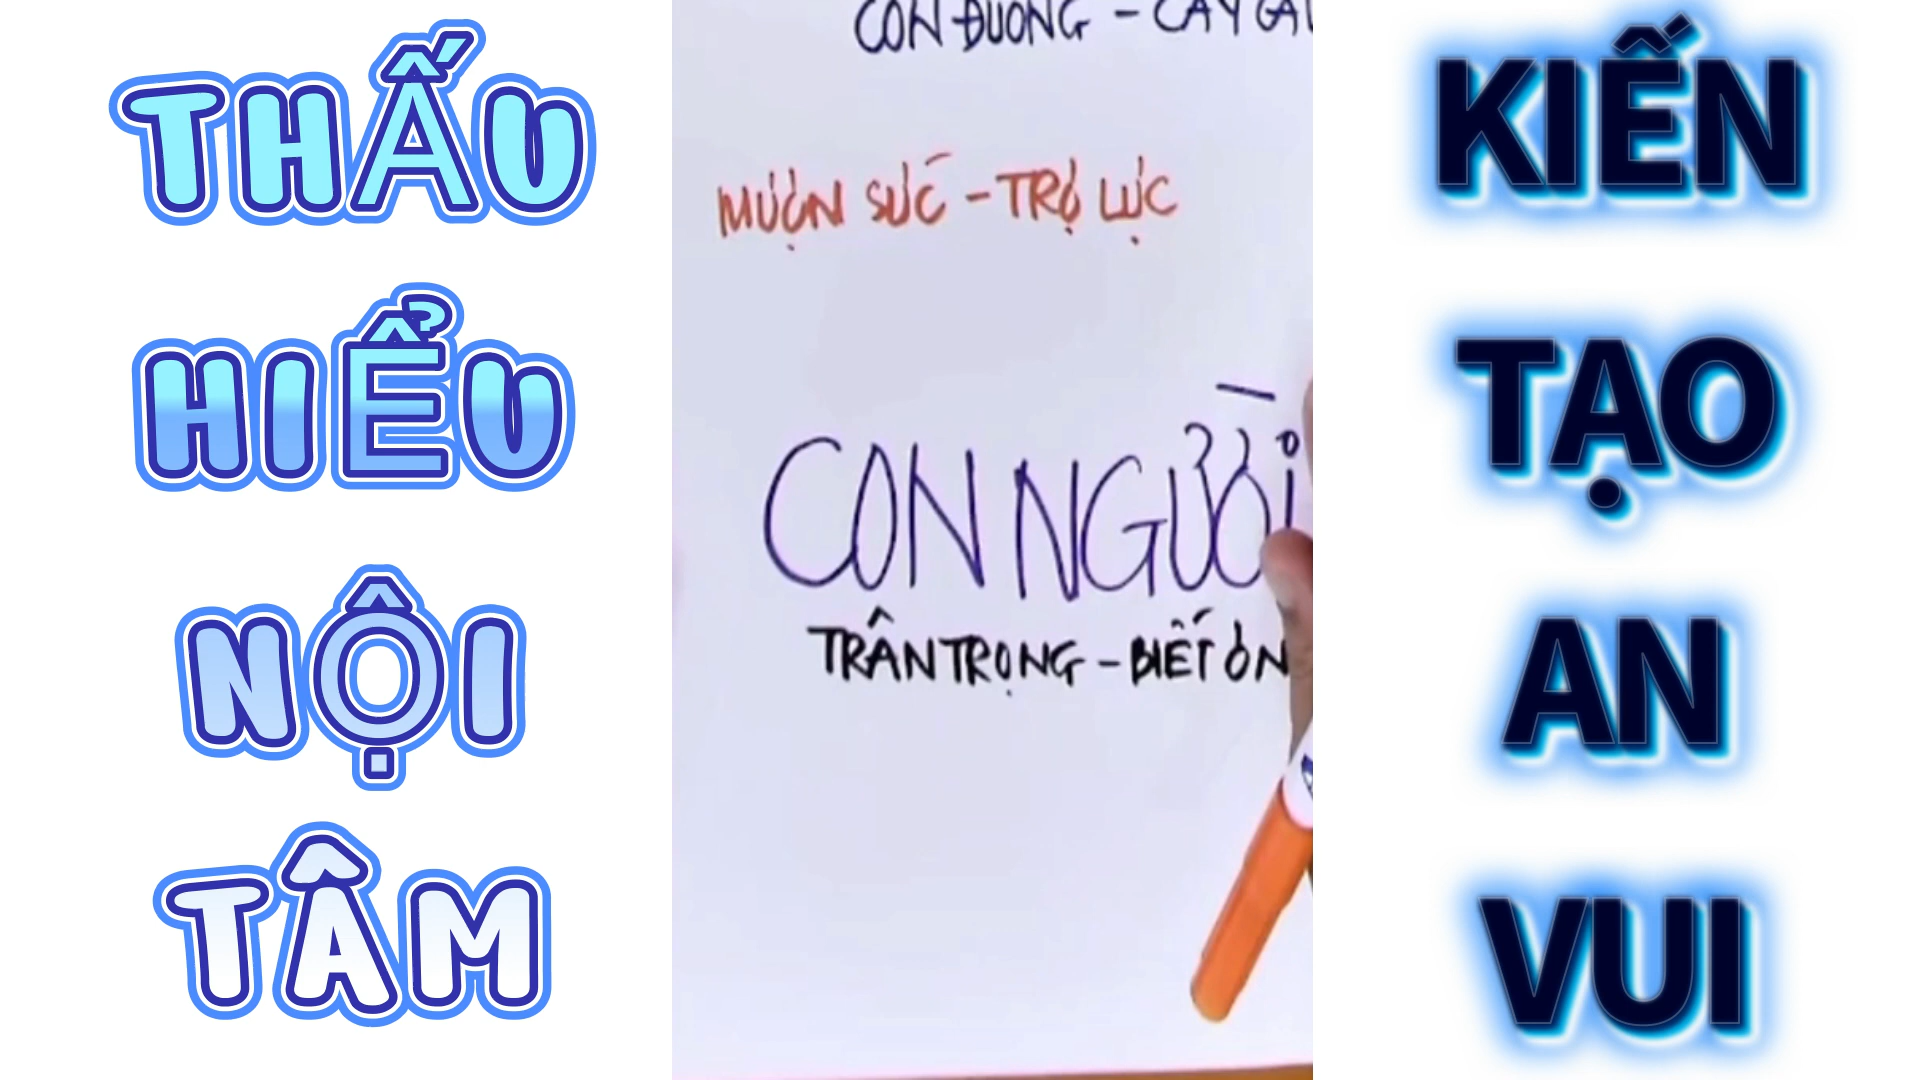 THẤU
HIỂU
NỘI
TÂM
CON ĐƯỜNG - CÂY
MƯỢN SỨC - TRỢ LỰC
CON NGƯỜI
TRÂN TRỌNG - BIẾT ƠN
KIẾN
TẠO
AN
VUI